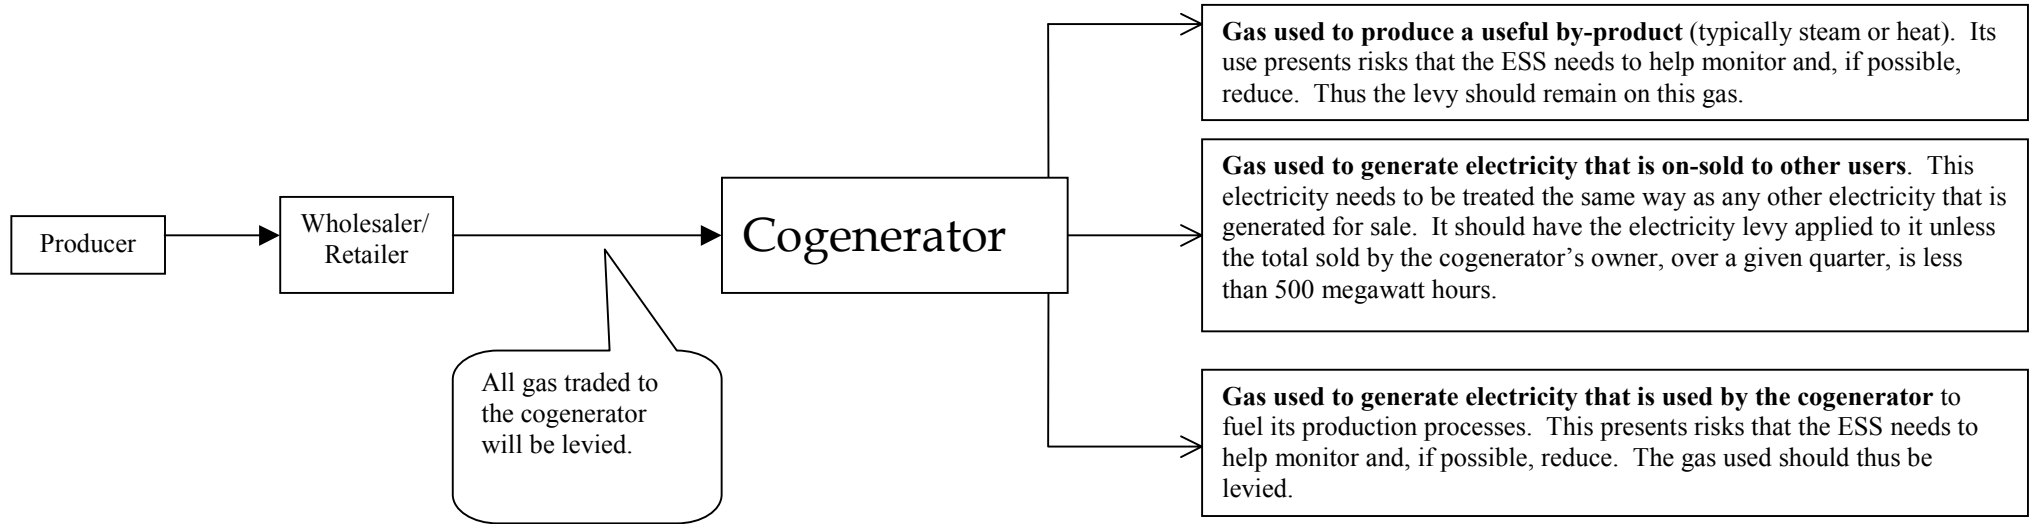 Producer
Wholesaler/
Retailer
All gas traded to
the cogenerator
will be levied.
Cogenerator
Gas used to produce a useful by-product (typically steam or heat).  Its
use presents risks that the ESS needs to help monitor and, if possible,
reduce.  Thus the levy should remain on this gas.
Gas used to generate electricity that is on-sold to other users.  This
electricity needs to be treated the same way as any other electricity that is
generated for sale.  It should have the electricity levy applied to it unless
the total sold by the cogenerator’s owner, over a given quarter, is less
than 500 megawatt hours.
Gas used to generate electricity that is used by the cogenerator to
fuel its production processes.  This presents risks that the ESS needs to
help monitor and, if possible, reduce.  The gas used should thus be
levied.